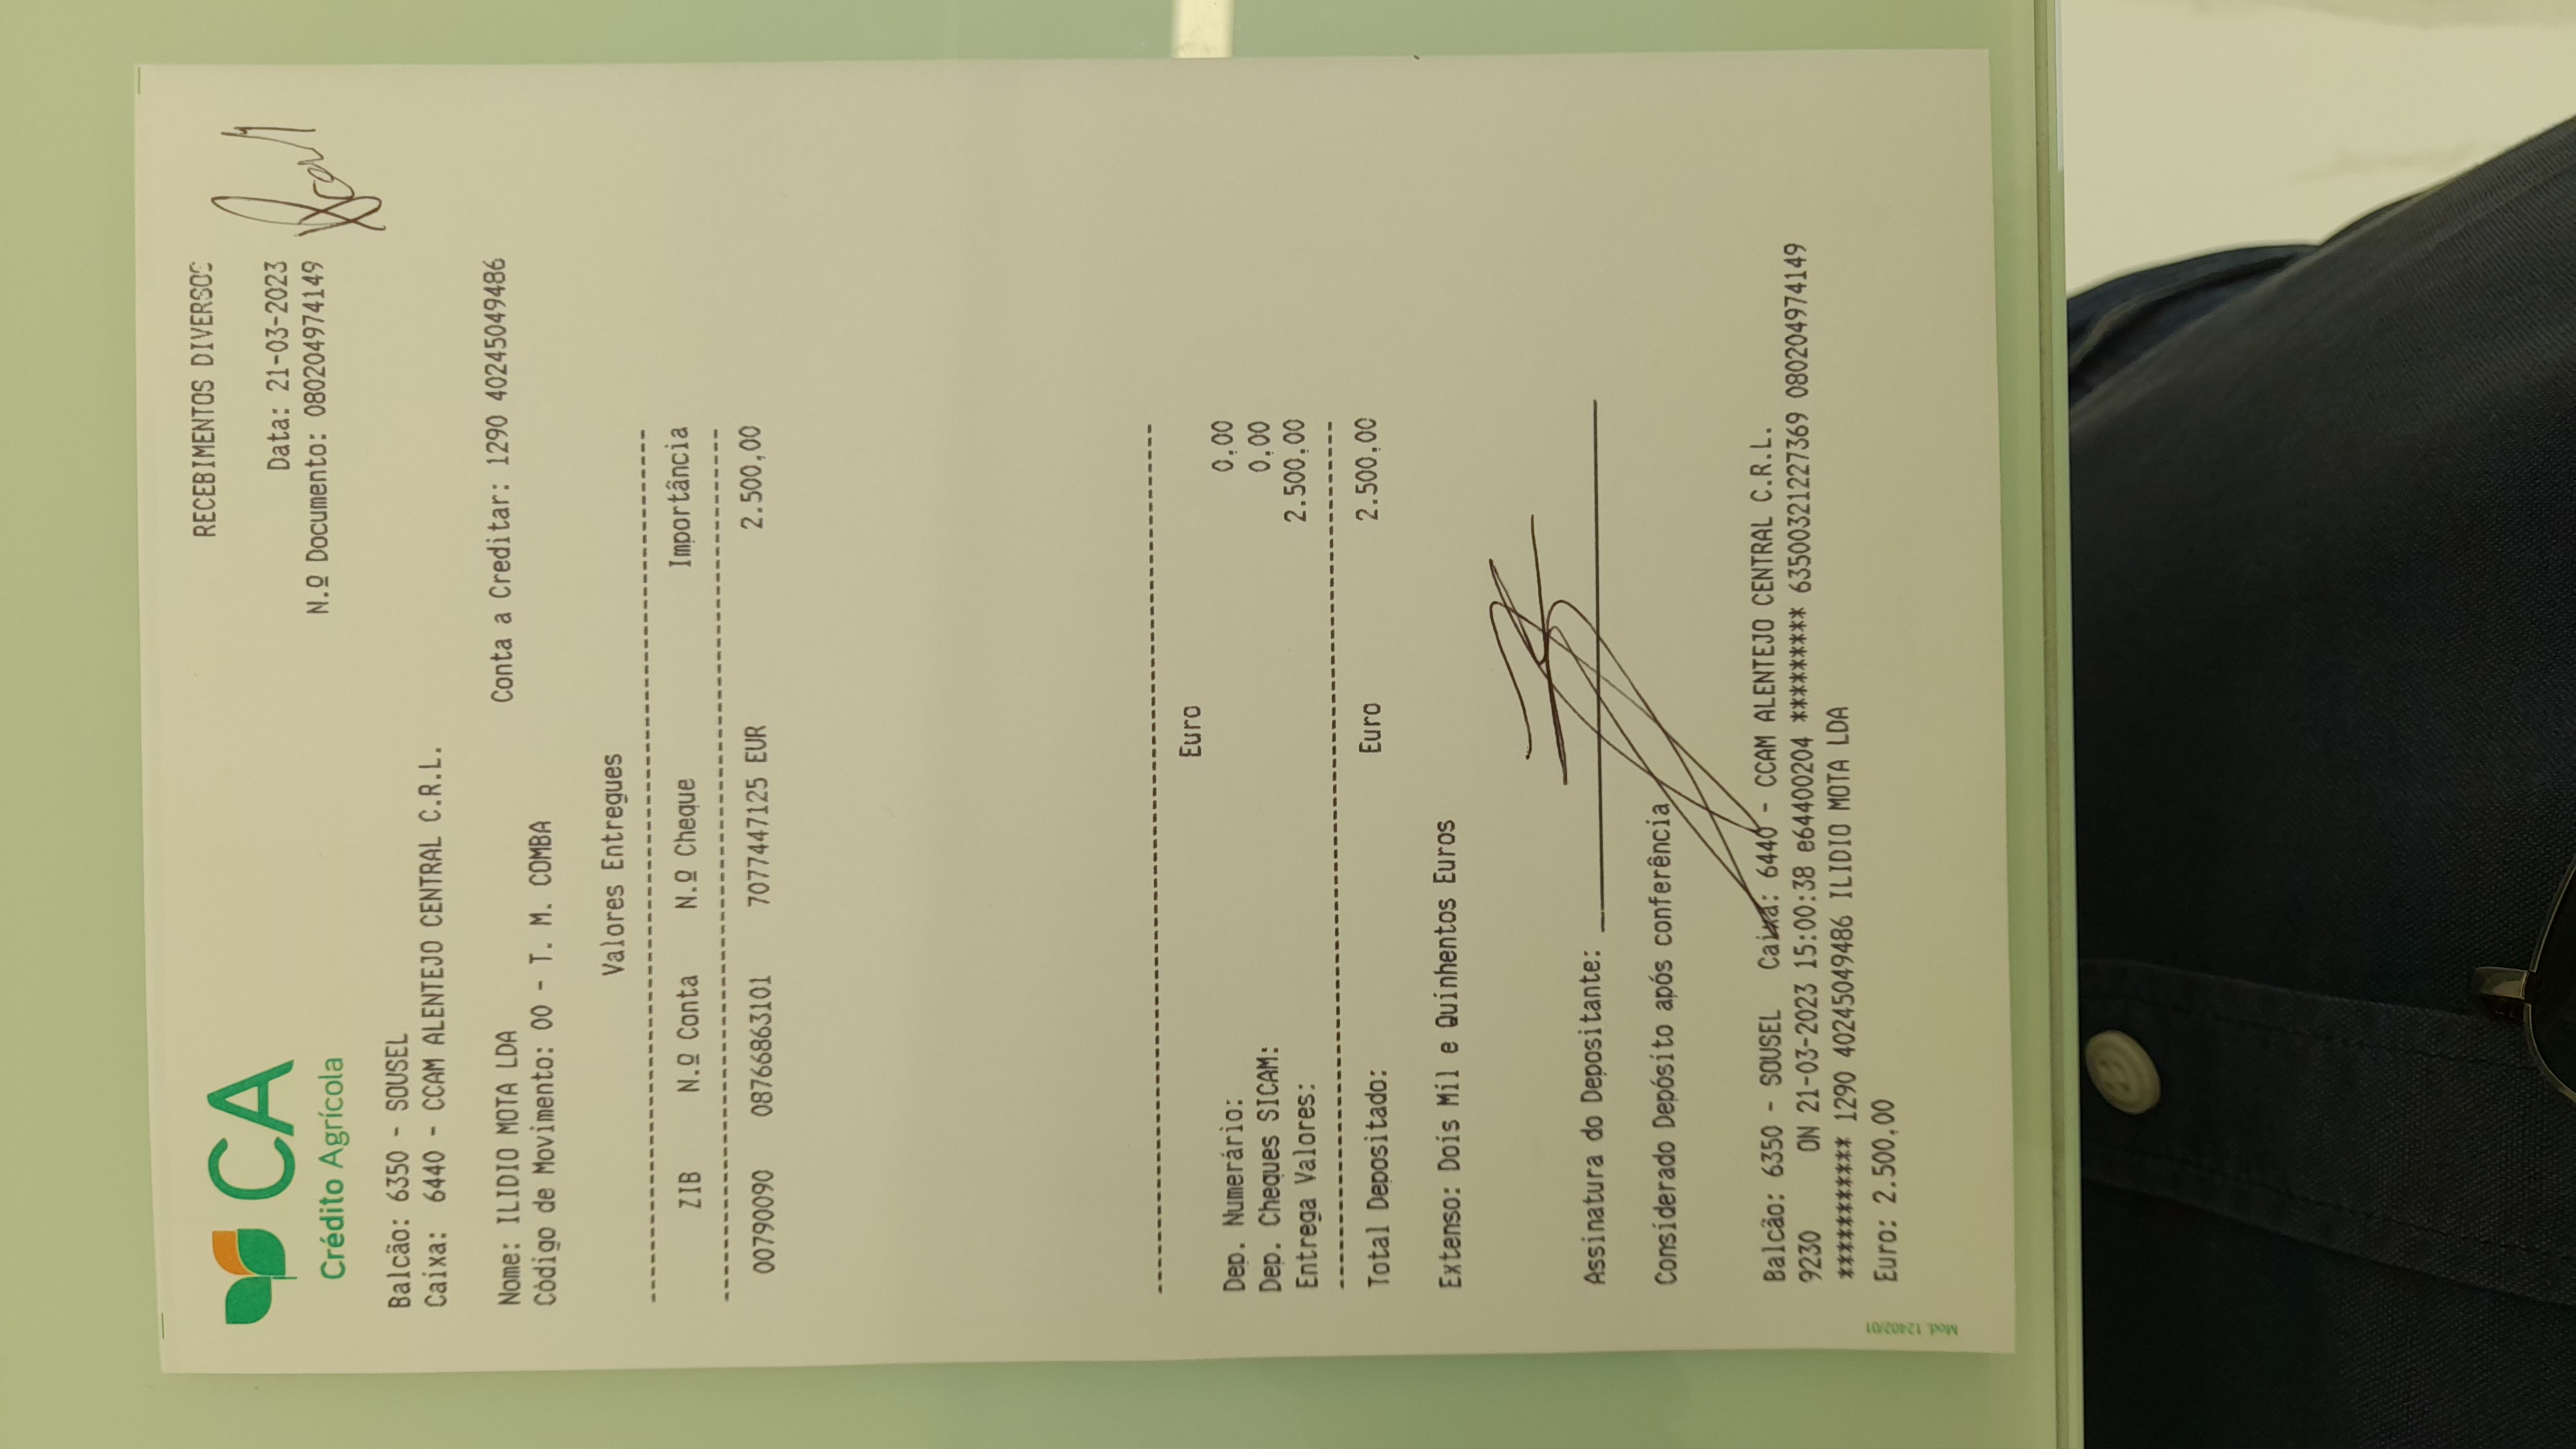 CA
Crédito Agrícola
RECEBIMENTOS DIVERSOS
Data: 21-03-2023
N.º Documento: 080204974149
Balcão: 6350 - SOUSEL
Caixa: 6440 - CCAM ALENTEJO CENTRAL C.R.L.
Nome: ILIDIO MOTA LDA Conta a Creditar: 1290 40245049486
Código de Movimento: 00 - T. M. COMBA
Valores Entregues
ZIB N.º Conta N.º Cheque Importância
00790090 08766863101 7077447125 EUR 2.500,00
Euro
Dep. Numerário: 0,00
Dep. Cheques SICAM: 0,00
Entrega Valores: 2.500,00
Total Depositado: Euro 2.500,00
Extenso: Dois Mil e Quinhentos Euros
Assinatura do Depositante:
Considerado Depósito após conferência
Balcão: 6350 - SOUSEL Caixa: 6440 - CCAM ALENTEJO CENTRAL C.R.L.
9230 ON 21-03-2023 15:00:38 e64400204 ********* 635003212273​69 080204974149
*********** 1290 40245049486 ILIDIO MOTA LDA
Euro: 2.500,00
Mod. 12402/01